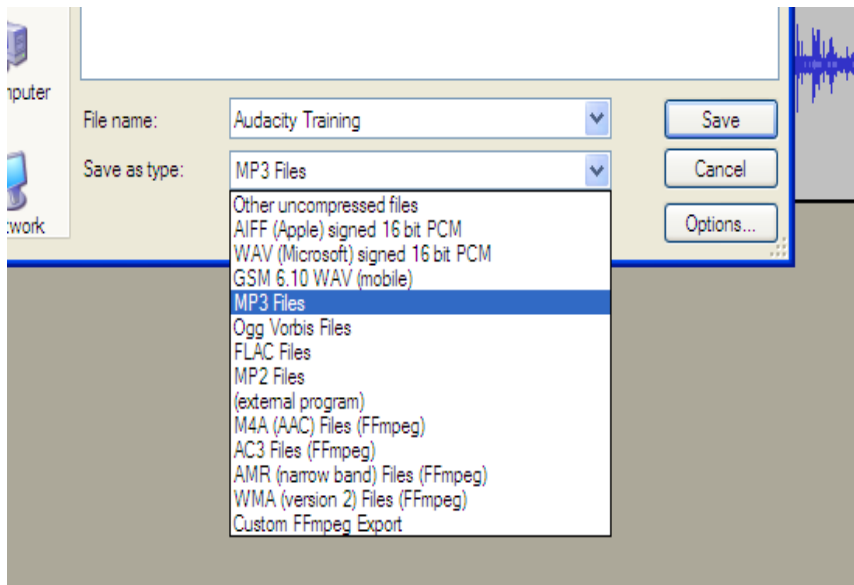 mputer
File name:
Audacity Training
Save
Save as type:
MP3 Files
Cancel
twork
Options...
Other uncompressed files
AIFF (Apple) signed 16 bit PCM
WAV (Microsoft) signed 16 bit PCM
GSM 6.10 WAV (mobile)
MP3 Files
Ogg Vorbis Files
FLAC Files
MP2 Files
(external program)
M4A (AAC) Files (FFmpeg)
AC3 Files (FFmpeg)
AMR (narrow band) Files (FFmpeg)
WMA (version 2) Files (FFmpeg)
Custom FFmpeg Export